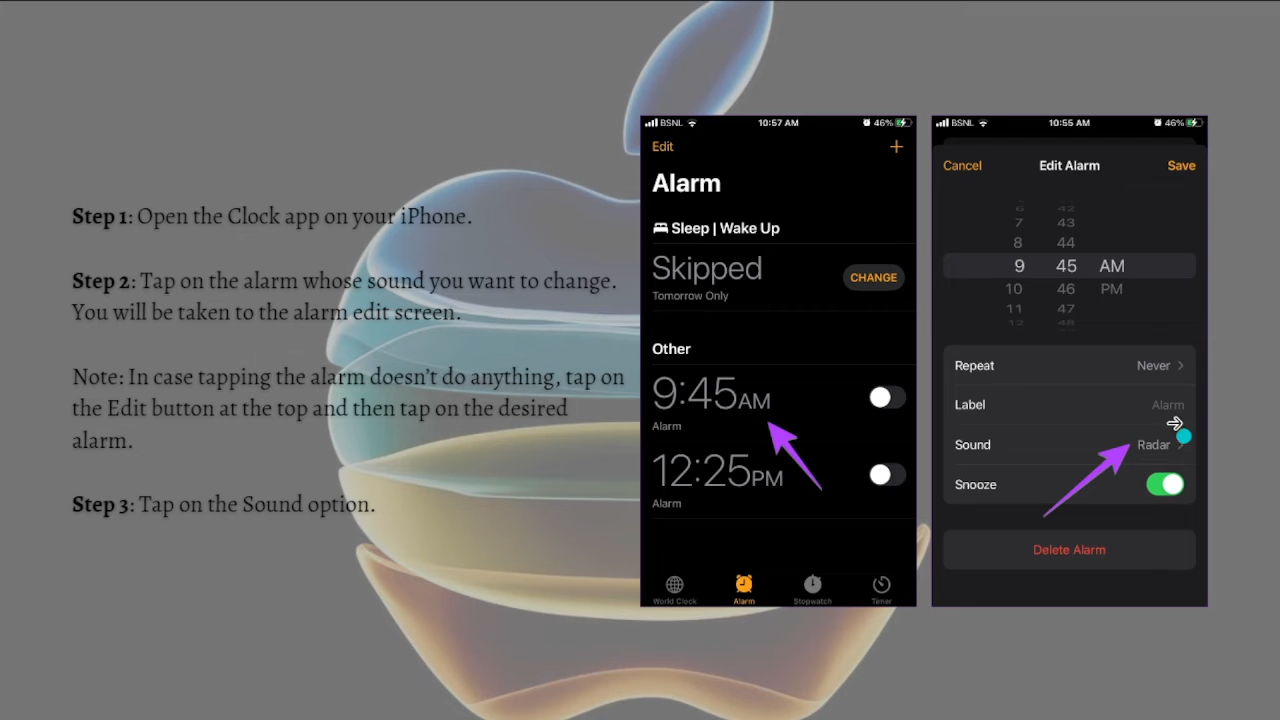 Step 1: Open the Clock app on your iPhone.
Step 2: Tap on the alarm whose sound you want to change.
You will be taken to the alarm edit screen.
Note: In case tapping the alarm doesn't do anything, tap on
the Edit button at the top and then tap on the desired
alarm.
Step 3: Tap on the Sound option.
BSNL 10:57 AM 46%
Edit +
Alarm
Sleep | Wake Up
Skipped
CHANGE
Tomorrow Only
Other
9:45AM
Alarm
12:25PM
Alarm
World Clock Alarm Stopwatch Timer
BSNL 10:55 AM 46%
Cancel Edit Alarm Save
6 42
7 43
8 44
9 45 AM
10 46 PM
11 47
12 48
Repeat Never
Label Alarm
Sound Radar
Snooze
Delete Alarm